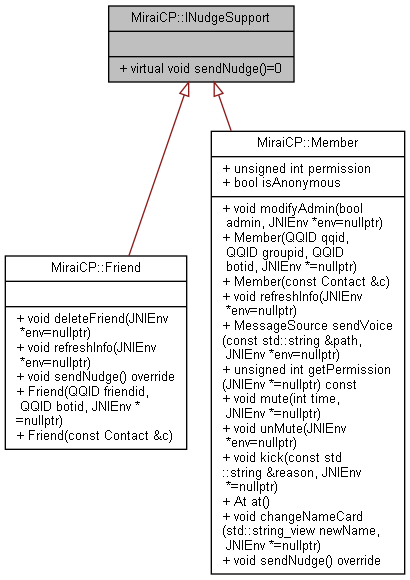 MiraiCP::INudgeSupport
+ virtual void sendNudge()=0
MiraiCP::Friend
+ void deleteFriend(JNIEnv
*env=nullptr)
+ void refreshInfo(JNIEnv
*env=nullptr)
+ void sendNudge() override
+ Friend(QQID friendid,
QQID botid, JNIEnv *
=nullptr)
+ Friend(const Contact &c)
MiraiCP::Member
+ unsigned int permission
+ bool isAnonymous
+ void modifyAdmin(bool
admin, JNIEnv *env=nullptr)
+ Member(QQID qqid,
QQID groupid, QQID
botid, JNIEnv *=nullptr)
+ Member(const Contact &c)
+ void refreshInfo(JNIEnv
*env=nullptr)
+ MessageSource sendVoice
(const std::string &path,
JNIEnv *env=nullptr)
+ unsigned int getPermission
(JNIEnv *=nullptr) const
+ void mute(int time,
JNIEnv *=nullptr)
+ void unMute(JNIEnv
*env=nullptr)
+ void kick(const std
::string &reason, JNIEnv
*=nullptr)
+ At at()
+ void changeNameCard
(std::string_view newName,
JNIEnv *=nullptr)
+ void sendNudge() override